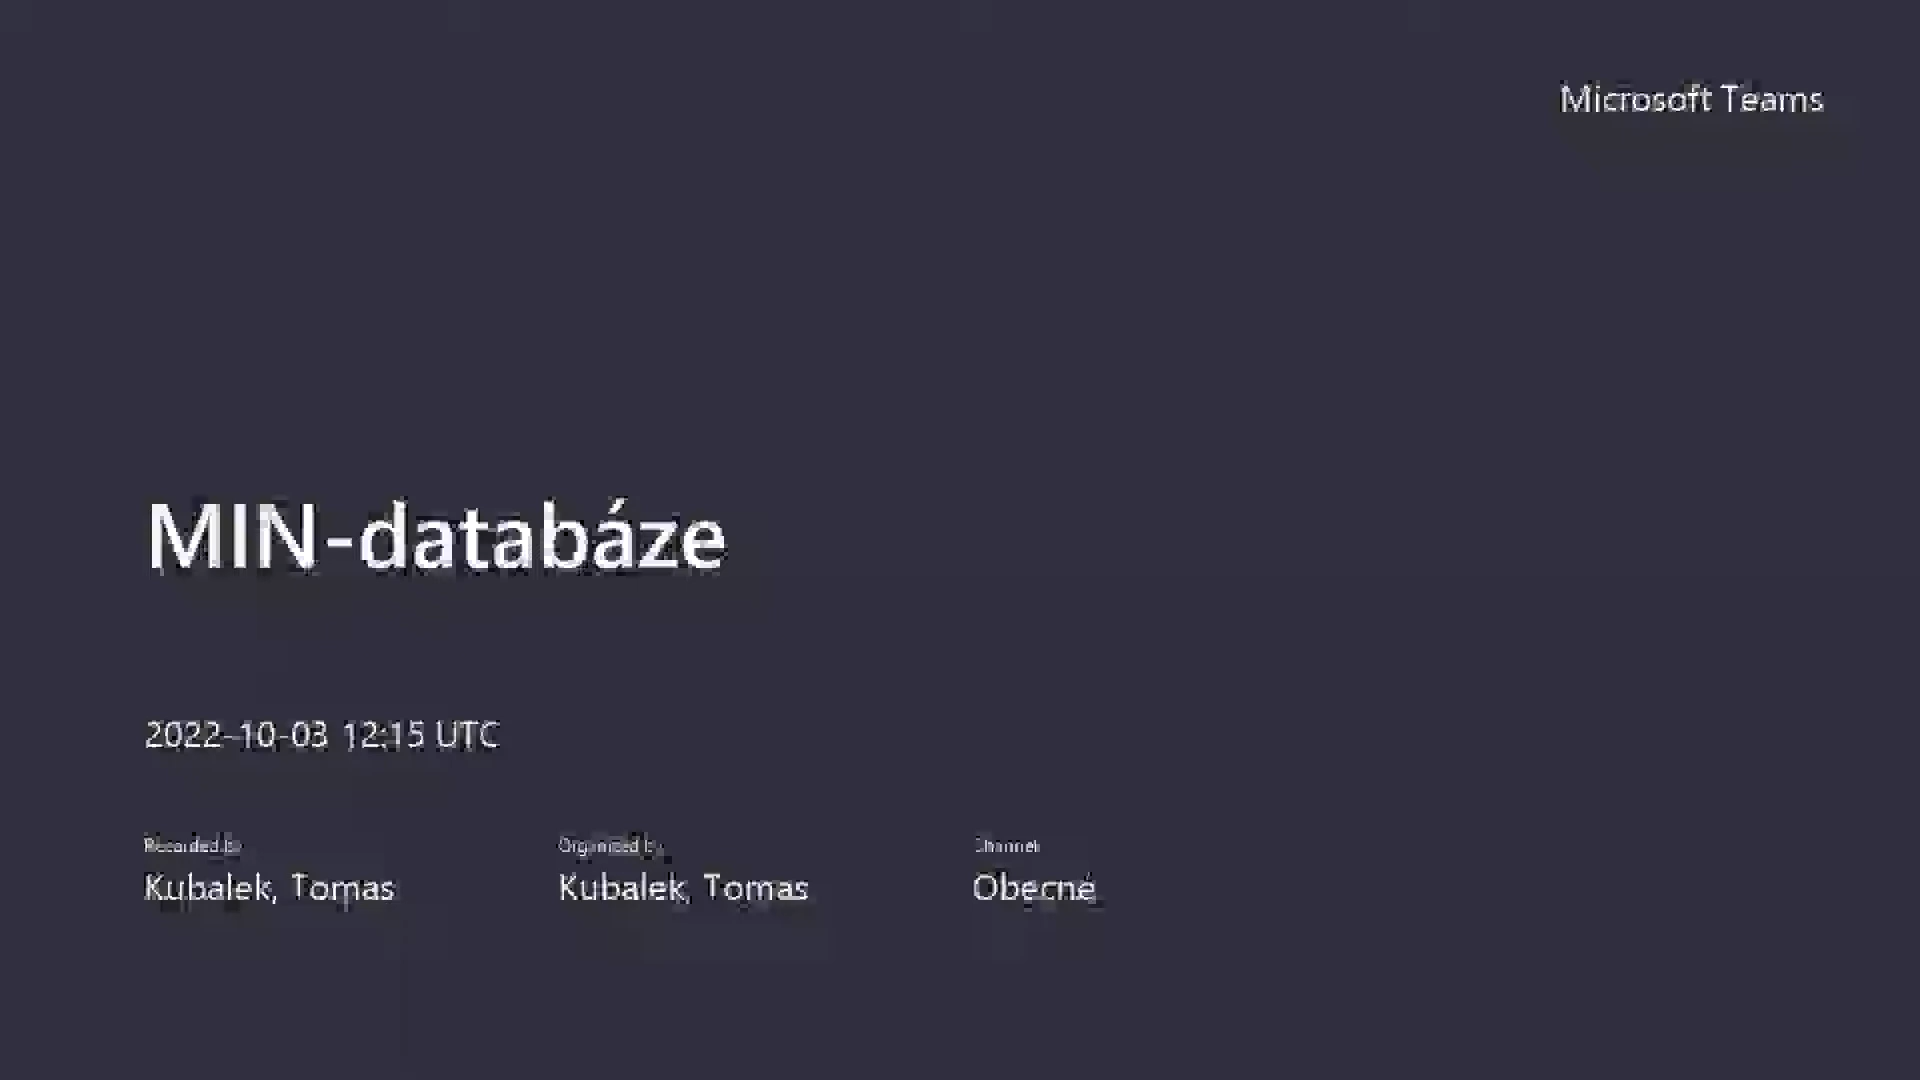 Microsoft Teams
MIN-databáze
2022-10-03 12:15 UTC
Recorded by
Organized by
Channel
Kubalek, Tomas
Kubalek, Tomas
Obecné